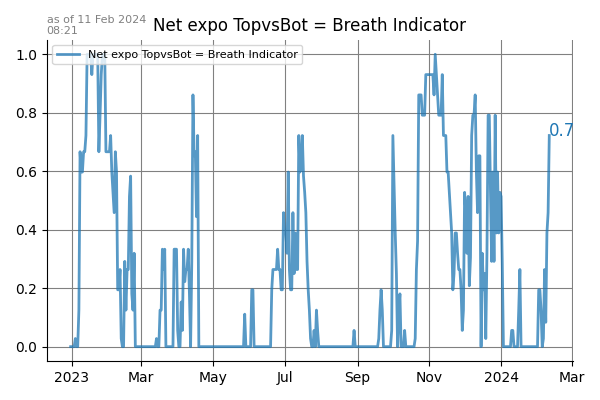 as of 11 Feb 2024
08:21
Net expo TopvsBot = Breath Indicator
Net expo TopvsBot = Breath Indicator
1.0
0.8
0.6
0.4
0.2
0.0
0.7
2023 Mar May Jul Sep Nov 2024 Mar